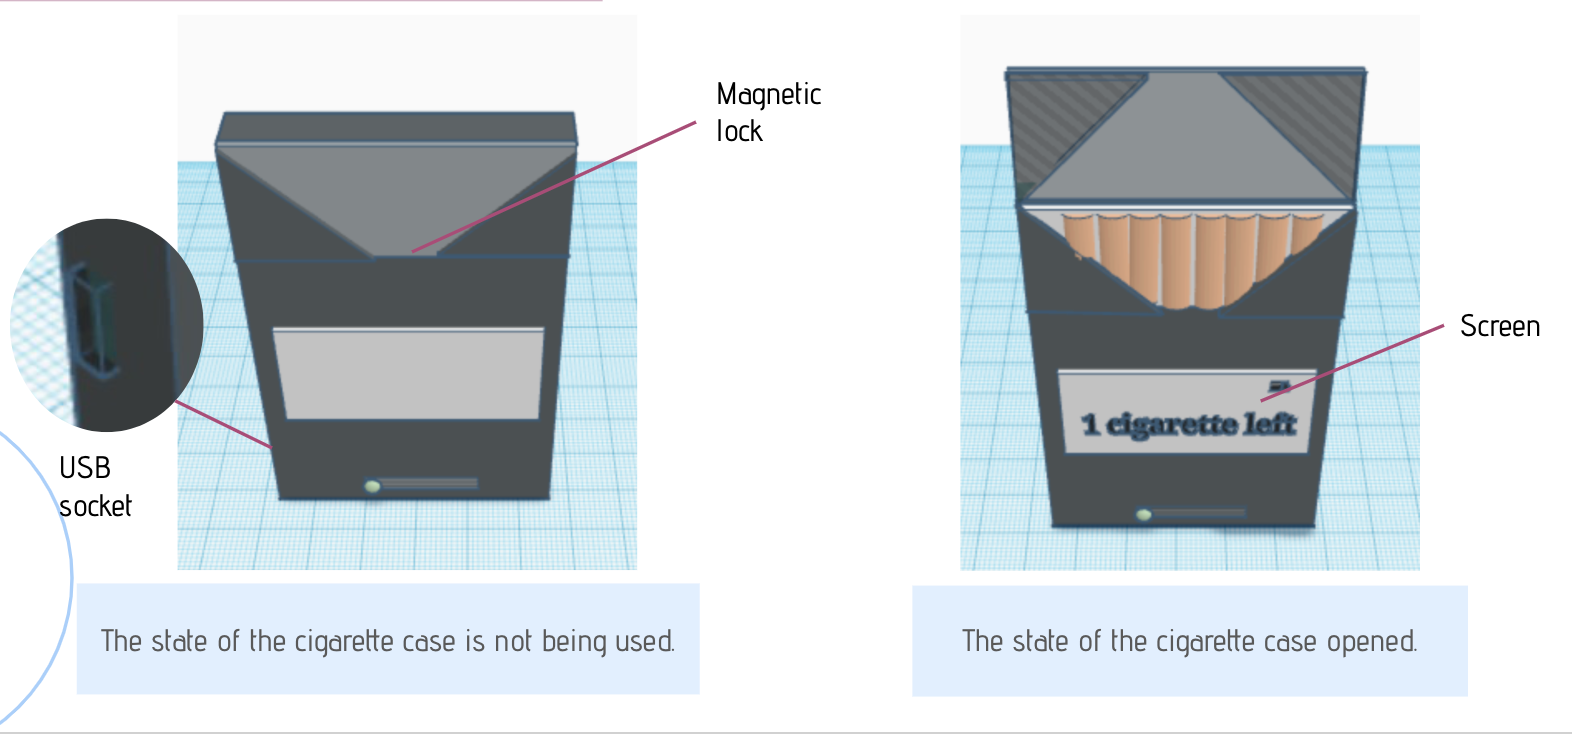 Magnetic
lock
USB
socket
Screen
1 cigarette left
The state of the cigarette case is not being used.
The state of the cigarette case opened.